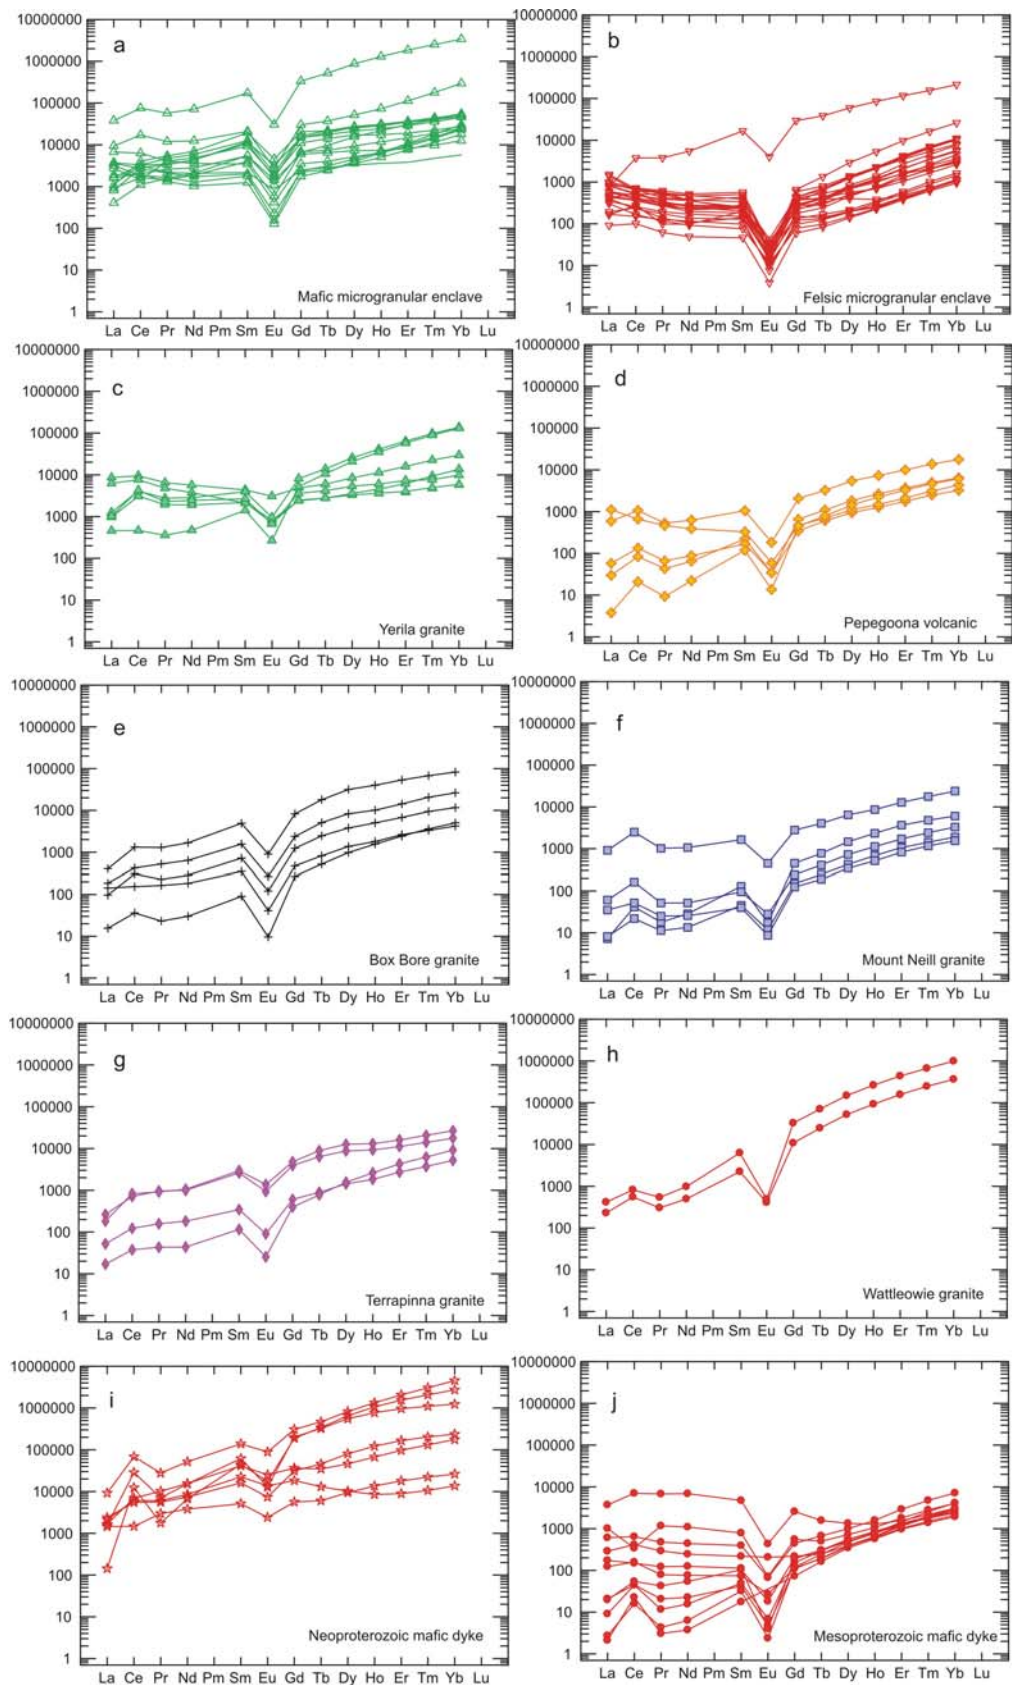 10000000
1000000
100000
10000
1000
100
10
1
a
Mafic microgranular enclave
La Ce Pr Nd Pm Sm Eu Gd Tb Dy Ho Er Tm Yb Lu
10000000
1000000
100000
10000
1000
100
10
1
b
Felsic microgranular enclave
La Ce Pr Nd Pm Sm Eu Gd Tb Dy Ho Er Tm Yb Lu
10000000
1000000
100000
10000
1000
100
10
1
c
Yerila granite
La Ce Pr Nd Pm Sm Eu Gd Tb Dy Ho Er Tm Yb Lu
10000000
1000000
100000
10000
1000
100
10
1
d
Pepegoona volcanic
La Ce Pr Nd Pm Sm Eu Gd Tb Dy Ho Er Tm Yb Lu
10000000
1000000
100000
10000
1000
100
10
1
e
Box Bore granite
La Ce Pr Nd Pm Sm Eu Gd Tb Dy Ho Er Tm Yb Lu
10000000
1000000
100000
10000
1000
100
10
1
f
Mount Neill granite
La Ce Pr Nd Pm Sm Eu Gd Tb Dy Ho Er Tm Yb Lu
10000000
1000000
100000
10000
1000
100
10
1
g
Terrapinna granite
La Ce Pr Nd Pm Sm Eu Gd Tb Dy Ho Er Tm Yb Lu
10000000
1000000
100000
10000
1000
100
10
1
h
Wattleowie granite
La Ce Pr Nd Pm Sm Eu Gd Tb Dy Ho Er Tm Yb Lu
10000000
1000000
100000
10000
1000
100
10
1
i
Neoproterozoic mafic dyke
La Ce Pr Nd Pm Sm Eu Gd Tb Dy Ho Er Tm Yb Lu
10000000
1000000
100000
10000
1000
100
10
1
j
Mesoproterozoic mafic dyke
La Ce Pr Nd Pm Sm Eu Gd Tb Dy Ho Er Tm Yb Lu